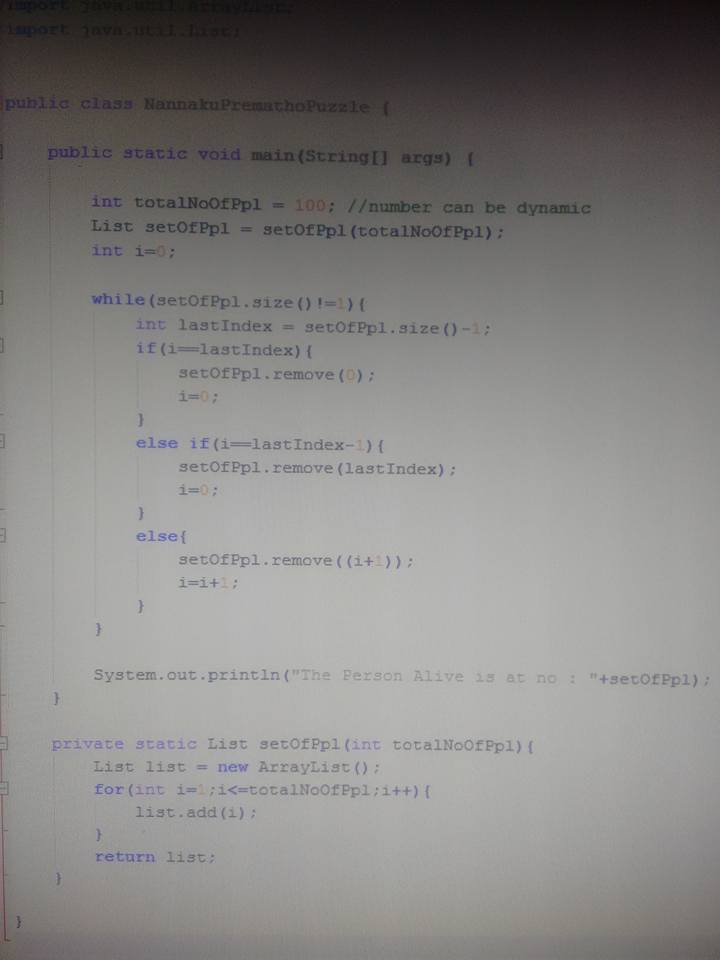 import java.util.ArrayList;
import java.util.List;
public class NannakuPremathoPuzzle {
public static void main(String[] args) {
int totalNoOfPpl = 100; //number can be dynamic
List setOfPpl = setOfPpl(totalNoOfPpl);
int i=0;
while(setOfPpl.size()!=1){
int lastIndex = setOfPpl.size()-1;
if(i==lastIndex){
setOfPpl.remove(0);
i=0;
}
else if(i==lastIndex-1){
setOfPpl.remove(lastIndex);
i=0;
}
else{
setOfPpl.remove((i+1));
i=i+1;
}
}
System.out.println("The Person Alive is at no : "+setOfPpl);
}
private static List setOfPpl(int totalNoOfPpl){
List list = new ArrayList();
for(int i=1;i<=totalNoOfPpl;i++){
list.add(i);
}
return list;
}
}